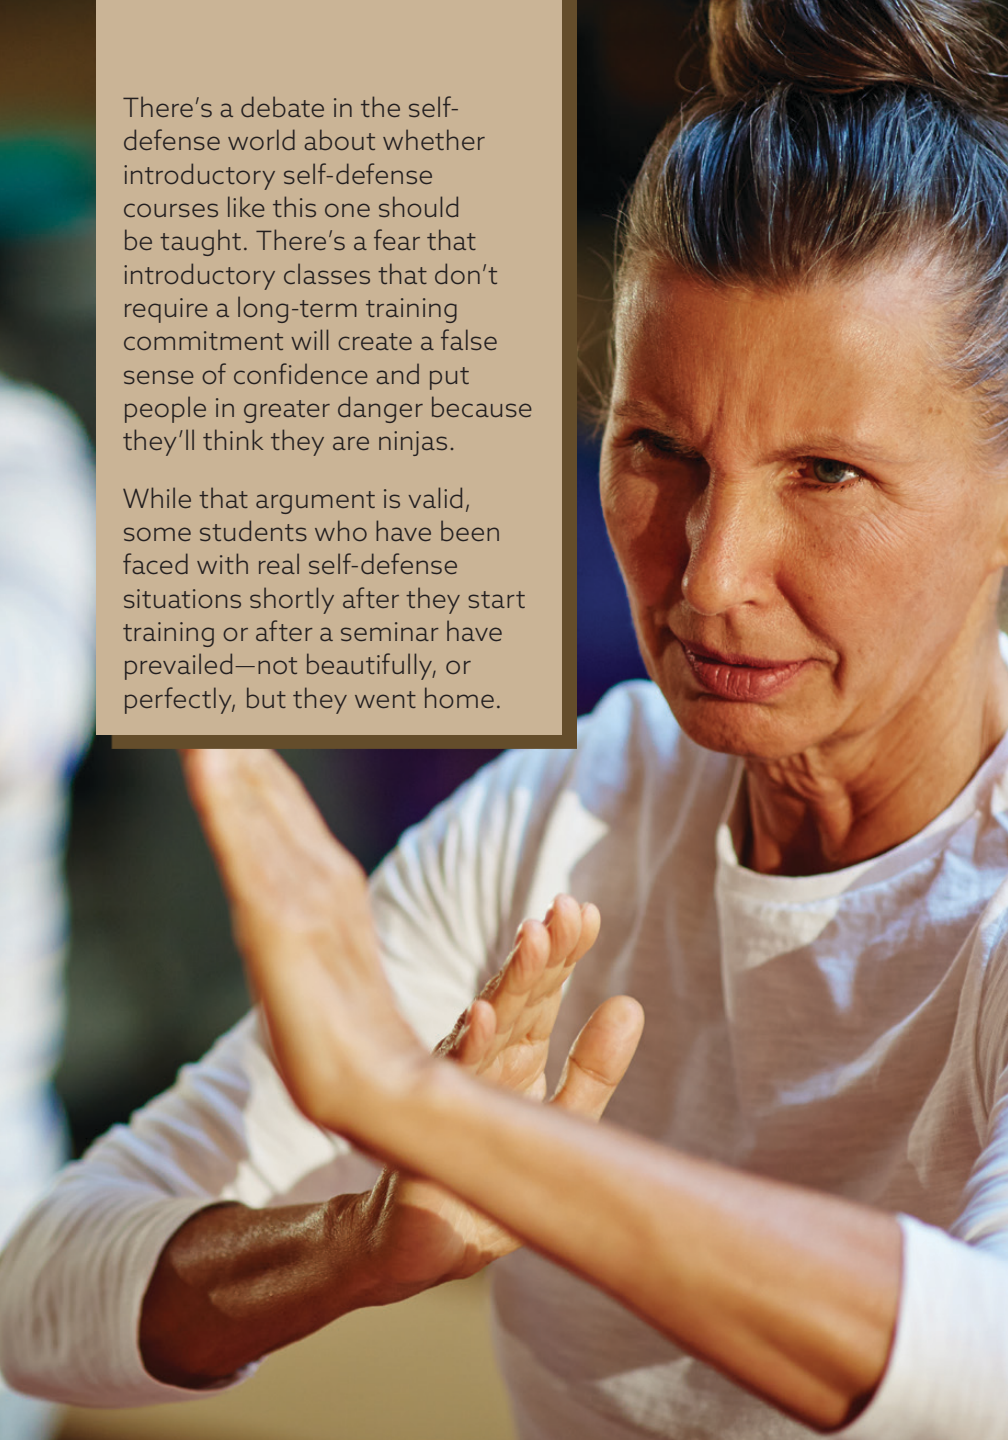 There’s a debate in the self-
defense world about whether
introductory self-defense
courses like this one should
be taught. There’s a fear that
introductory classes that don’t
require a long-term training
commitment will create a false
sense of confidence and put
people in greater danger because
they’ll think they are ninjas.
While that argument is valid,
some students who have been
faced with real self-defense
situations shortly after they start
training or after a seminar have
prevailed—not beautifully, or
perfectly, but they went home.